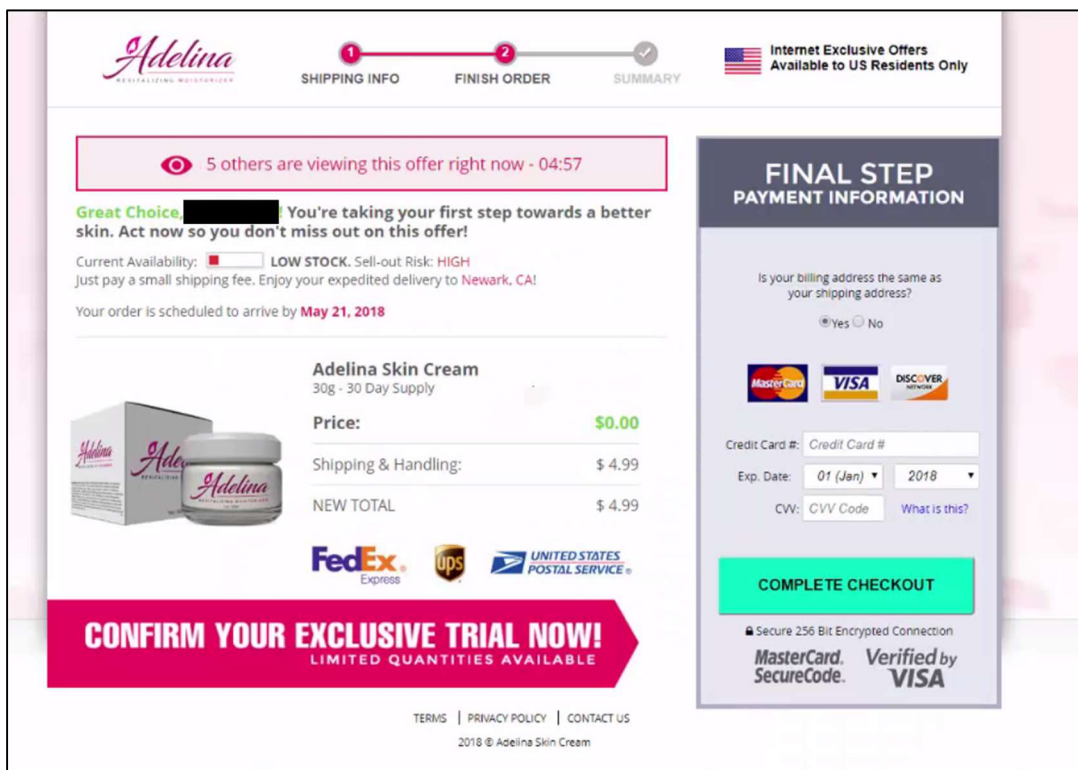 Adelina
REVITALIZING MOISTURIZER
1
2
SHIPPING INFO
FINISH ORDER
SUMMARY
Internet Exclusive Offers
Available to US Residents Only
5 others are viewing this offer right now - 04:57
Great Choice, ! You're taking your first step towards a better
skin. Act now so you don't miss out on this offer!
Current Availability: LOW STOCK. Sell-out Risk: HIGH
Just pay a small shipping fee. Enjoy your expedited delivery to Newark, CA!
Your order is scheduled to arrive by May 21, 2018
Adelina
Adelina
Adelina
REVITALIZING MOISTURIZER
Adelina Skin Cream
30g - 30 Day Supply
Price: $0.00
Shipping & Handling: $ 4.99
NEW TOTAL $ 4.99
FedEx®
Express
ups
UNITED STATES
POSTAL SERVICE®
CONFIRM YOUR EXCLUSIVE TRIAL NOW!
LIMITED QUANTITIES AVAILABLE
FINAL STEP
PAYMENT INFORMATION
Is your billing address the same as
your shipping address?
Yes No
MasterCard
VISA
DISCOVER
NETWORK
Credit Card #: Credit Card #
Exp. Date: 01 (Jan) 2018
CVV: CVV Code What is this?
COMPLETE CHECKOUT
Secure 256 Bit Encrypted Connection
MasterCard.
SecureCode.
Verified by
VISA
TERMS | PRIVACY POLICY | CONTACT US
2018 © Adelina Skin Cream